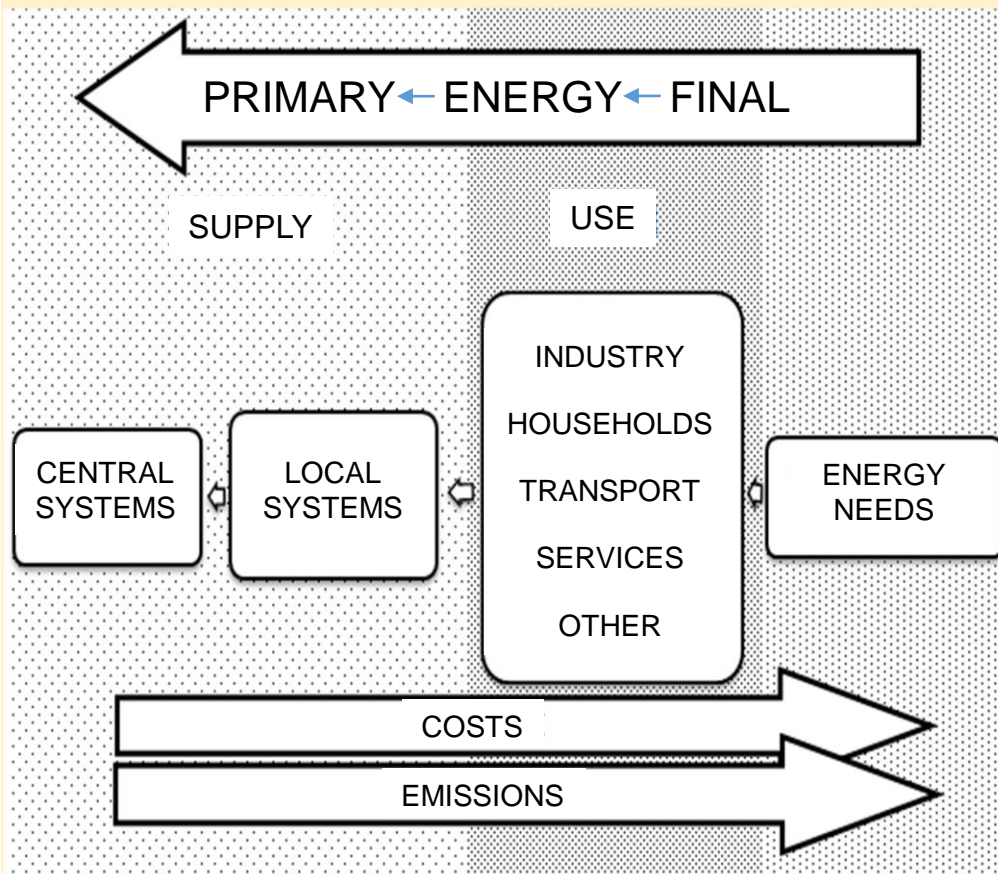 PRIMARY ENERGY FINAL
SUPPLY
USE
CENTRAL
SYSTEMS
LOCAL
SYSTEMS
INDUSTRY
HOUSEHOLDS
TRANSPORT
SERVICES
OTHER
ENERGY
NEEDS
COSTS
EMISSIONS